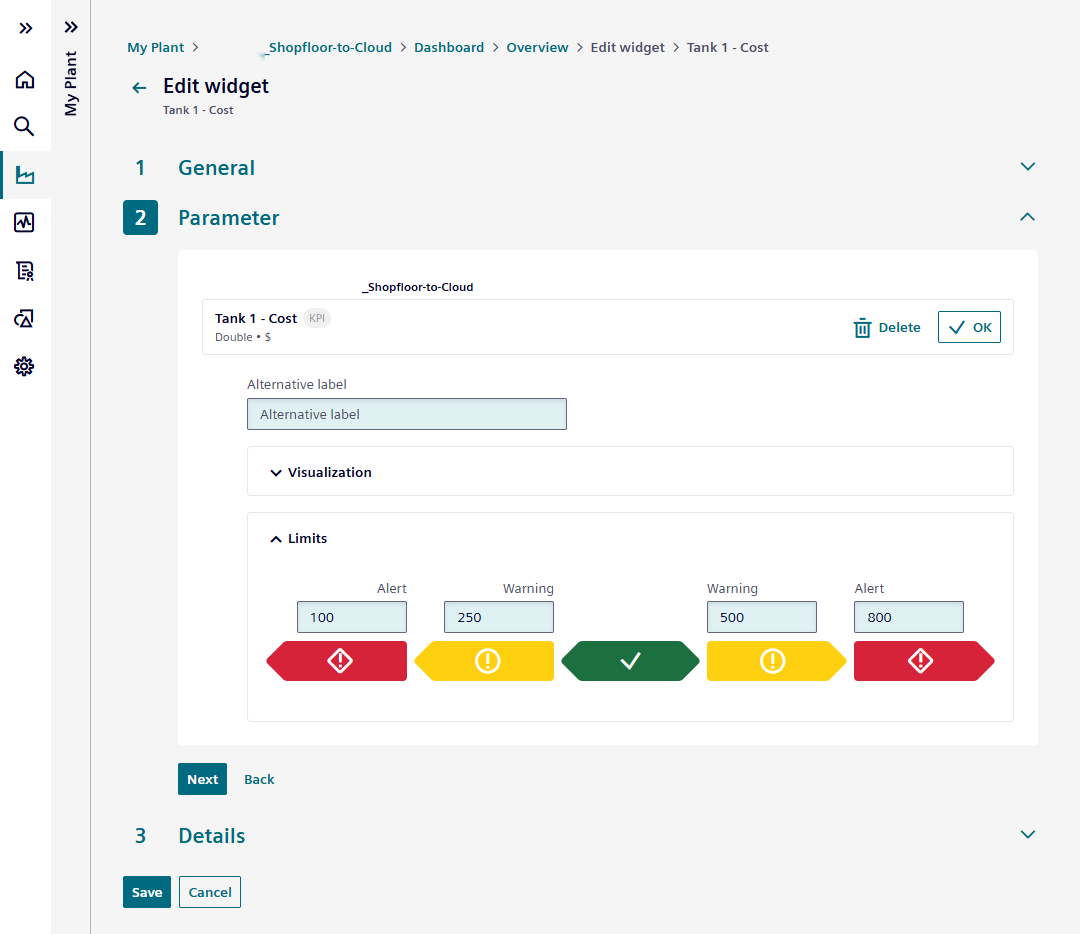 My Plant
My Plant > _Shopfloor-to-Cloud > Dashboard > Overview > Edit widget > Tank 1 - Cost
Edit widget
Tank 1 - Cost
1 General
2 Parameter
_Shopfloor-to-Cloud
Tank 1 - Cost KPI
Double • $
Delete
OK
Alternative label
Alternative label
Visualization
Limits
Alert Warning Warning Alert
100 250 500 800
Next Back
3 Details
Save Cancel